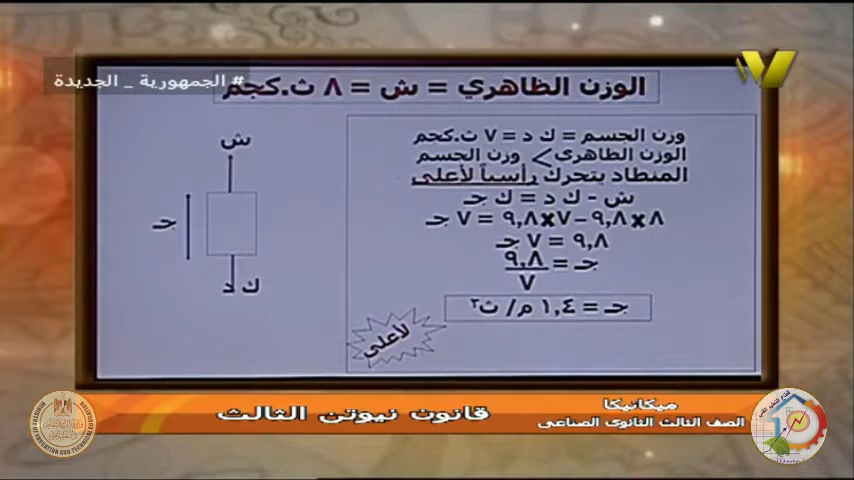 #الجمهورية _ الجديدة
الوزن الظاهري = ش = ٨ ث.كجم
وزن الجسم = ك د = ٧ ث.كجم
الوزن الظاهرى > وزن الجسم
المنطاد يتحرك رأسياً لأعلى
ش - ك د = ك جـ
٨ × ٩,٨ - ٧ × ٩,٨ = ٧ جـ
٩,٨ = ٧ جـ
جـ = ٩,٨ / ٧
جـ = ١,٤ م/ث٢
لأعلى
ش
جـ
ك د
ميكانيكا
الصف الثالث الثانوى الصناعى
قانون نيوتن الثالث